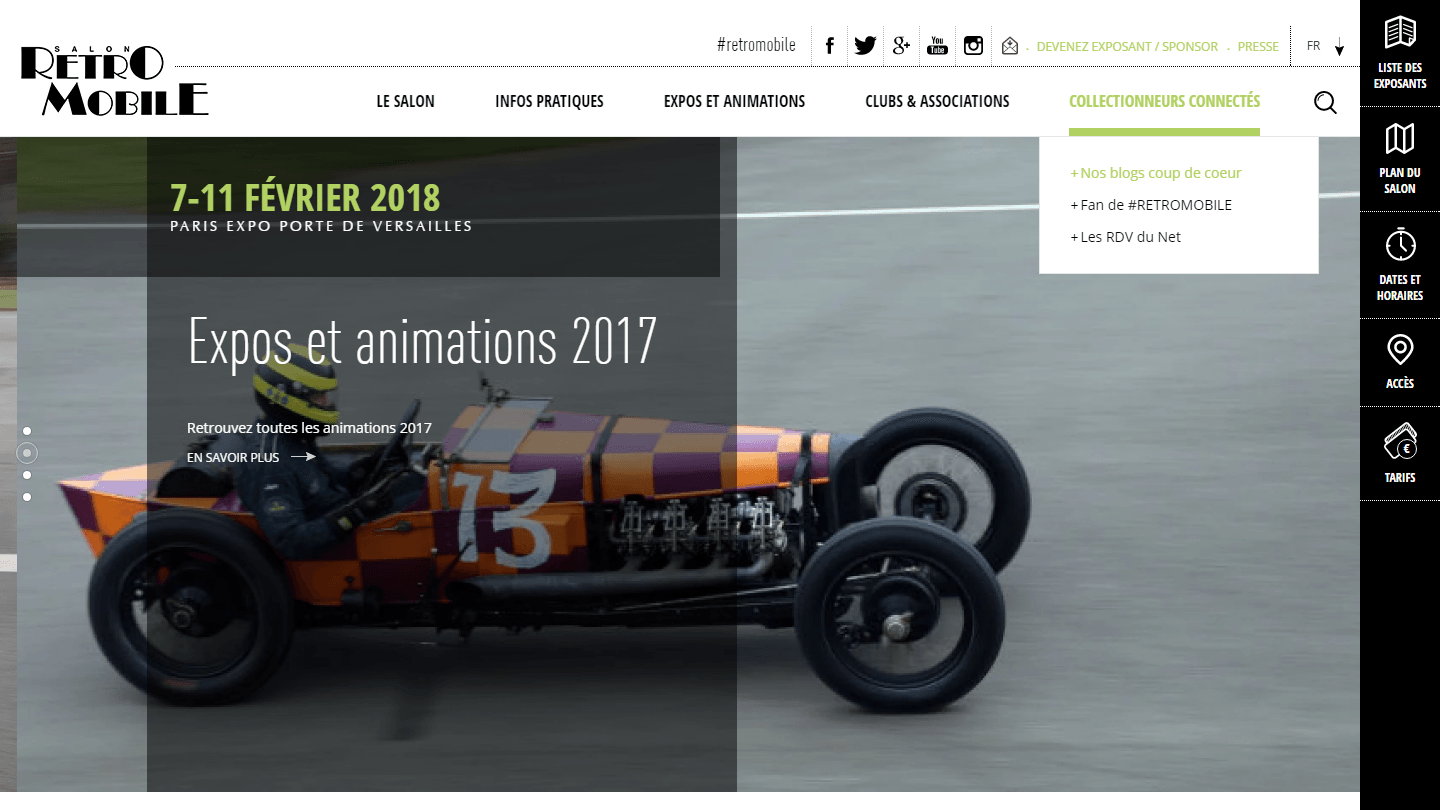 SALON
RETRO
MOBILE
#retromobile
f
g+
You
Tube
DEVENEZ EXPOSANT / SPONSOR
PRESSE
FR
LE SALON
INFOS PRATIQUES
EXPOS ET ANIMATIONS
CLUBS & ASSOCIATIONS
COLLECTIONNEURS CONNECTÉS
+ Nos blogs coup de coeur
+ Fan de #RETROMOBILE
+ Les RDV du Net
7-11 FÉVRIER 2018
PARIS EXPO PORTE DE VERSAILLES
Expos et animations 2017
Retrouvez toutes les animations 2017
EN SAVOIR PLUS
13
LISTE DES
EXPOSANTS
PLAN DU
SALON
DATES ET
HORAIRES
ACCÈS
€
TARIFS